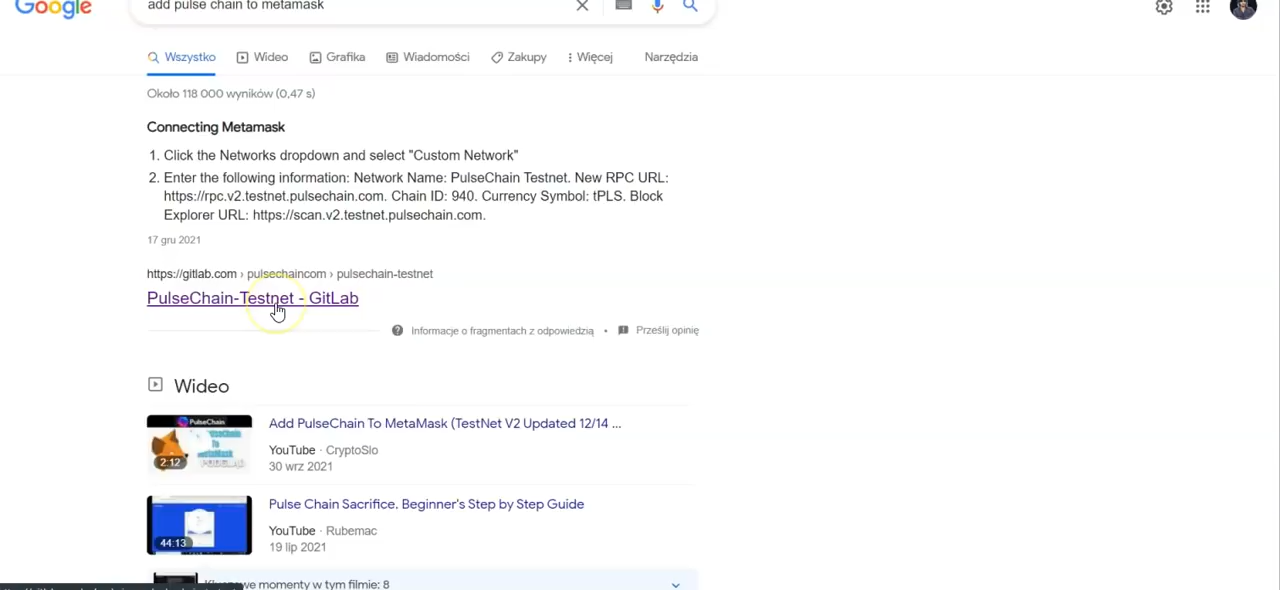 Google
add pulse chain to metamask
Wszystko Wideo Grafika Wiadomości Zakupy Więcej Narzędzia
Około 118 000 wyników (0,47 s)
Connecting Metamask
1. Click the Networks dropdown and select "Custom Network"
2. Enter the following information: Network Name: PulseChain Testnet. New RPC URL:
https://rpc.v2.testnet.pulsechain.com. Chain ID: 940. Currency Symbol: tPLS. Block
Explorer URL: https://scan.v2.testnet.pulsechain.com.
17 gru 2021
https://gitlab.com › pulsechaincom › pulsechain-testnet
PulseChain-Testnet - GitLab
Informacje o fragmentach z odpowiedzią • Prześlij opinię
Wideo
PulseChain
2:12
Add PulseChain To MetaMask (TestNet V2 Updated 12/14 ...
YouTube · CryptoSlo
30 wrz 2021
44:13
Pulse Chain Sacrifice. Beginner's Step by Step Guide
YouTube · Rubemac
19 lip 2021
Kluczowe momenty w tym filmie: 8